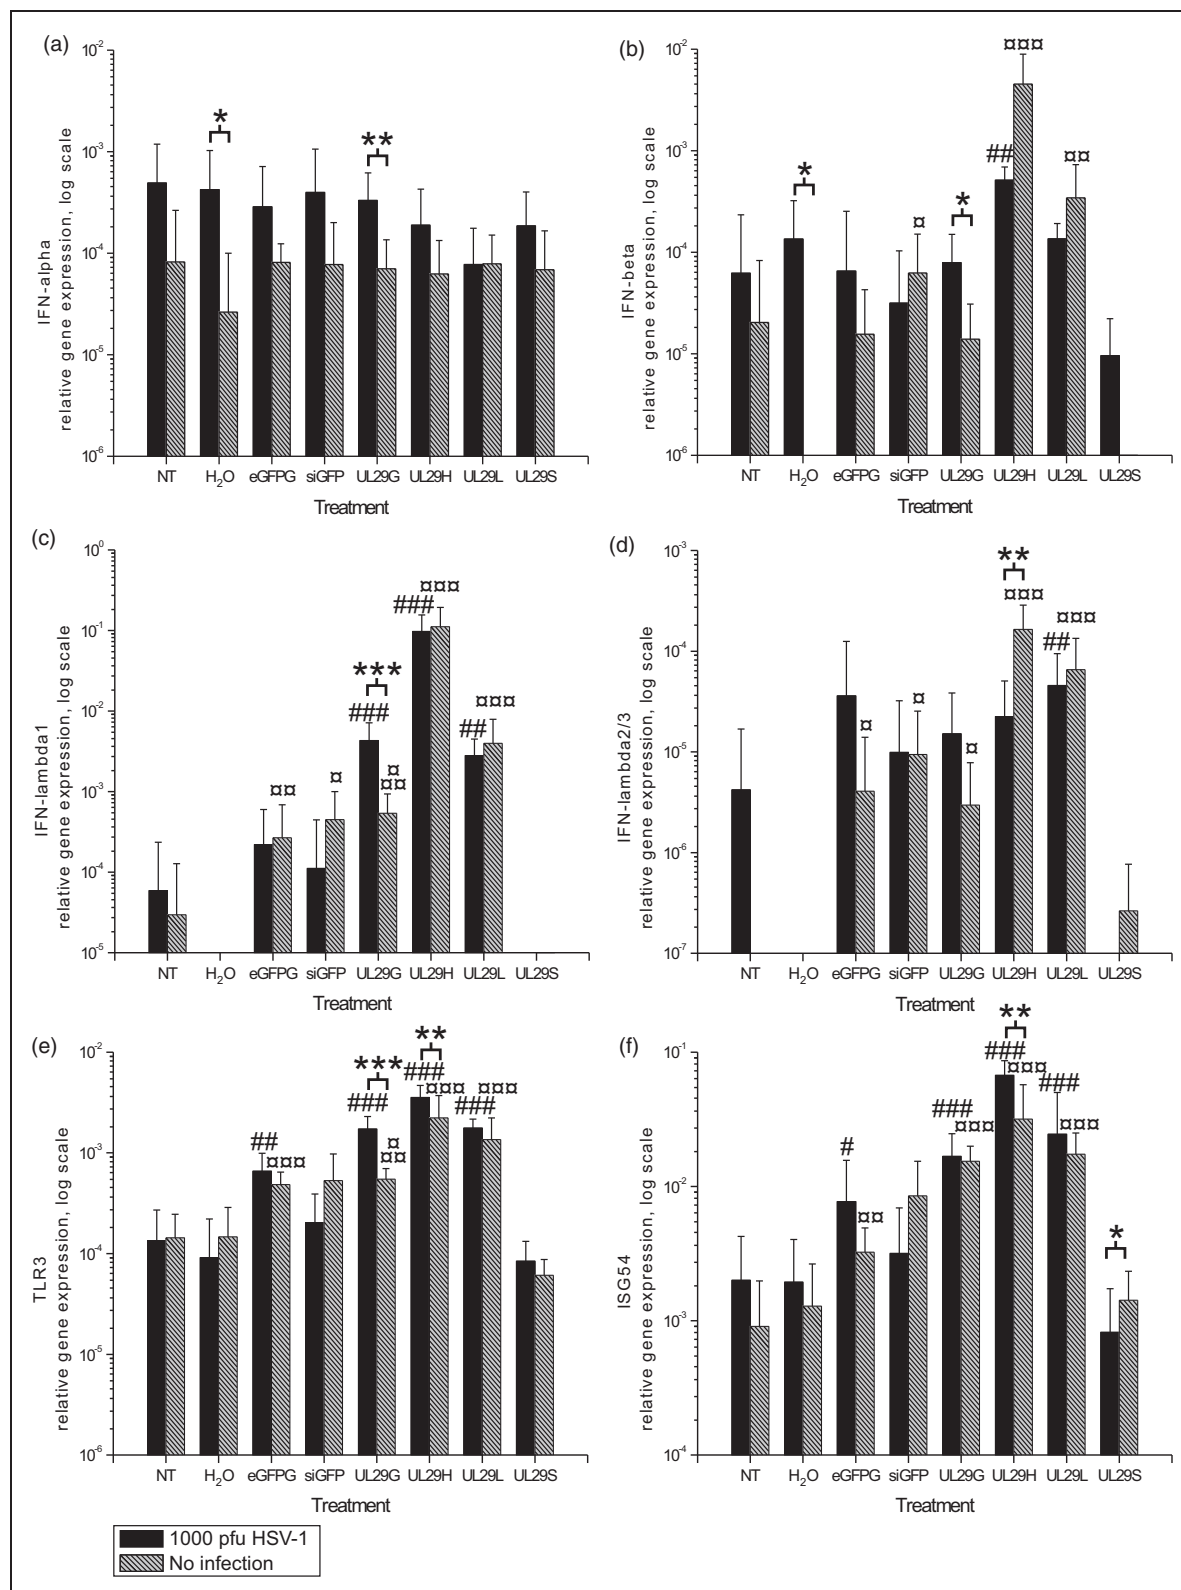 (a)
10⁻²
10⁻³
10⁻⁴
10⁻⁵
10⁻⁶
IFN-alpha
relative gene expression, log scale
*
**
NT H₂O eGFPG siGFP UL29G UL29H UL29L UL29S
Treatment
(b)
10⁻²
10⁻³
10⁻⁴
10⁻⁵
10⁻⁶
IFN-beta
relative gene expression, log scale
¤¤¤
##
*
¤¤
¤
*
NT H₂O eGFPG siGFP UL29G UL29H UL29L UL29S
Treatment
(c)
10⁰
10⁻¹
10⁻²
10⁻³
10⁻⁴
10⁻⁵
IFN-lambda1
relative gene expression, log scale
¤¤¤
###
***
###
¤¤¤
##
¤
¤¤
¤
¤¤
NT H₂O eGFPG siGFP UL29G UL29H UL29L UL29S
Treatment
(d)
10⁻³
10⁻⁴
10⁻⁵
10⁻⁶
10⁻⁷
IFN-lambda2/3
relative gene expression, log scale
**
¤¤¤
## ¤¤¤
¤
¤
¤
NT H₂O eGFPG siGFP UL29G UL29H UL29L UL29S
Treatment
(e)
10⁻²
10⁻³
10⁻⁴
10⁻⁵
10⁻⁶
TLR3
relative gene expression, log scale
**
***
###
¤¤¤
###
### ¤¤¤
##
¤¤¤
¤
¤¤
NT H₂O eGFPG siGFP UL29G UL29H UL29L UL29S
Treatment
(f)
10⁻¹
10⁻²
10⁻³
10⁻⁴
ISG54
relative gene expression, log scale
**
###
¤¤¤
###
¤¤¤
###
¤¤¤
#
¤¤
*
NT H₂O eGFPG siGFP UL29G UL29H UL29L UL29S
Treatment
1000 pfu HSV-1
No infection